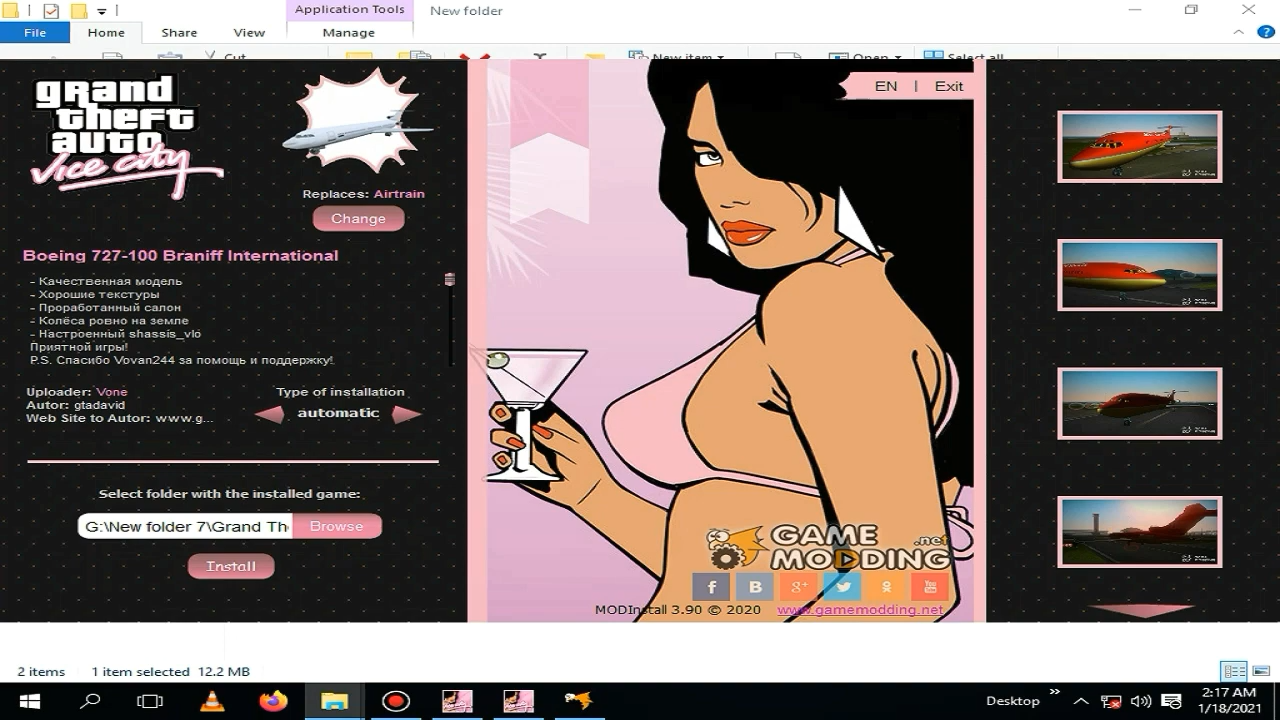 Application Tools
New folder
File
Home
Share
View
Manage
Cut
New item
Open
Select all
grand
theft
auto
vice city
EN | Exit
Replaces: Airtrain
Change
Boeing 727-100 Braniff International
- Качественная модель
- Хорошие текстуры
- Проработанный салон
- Колёса ровно на земле
- Настроенный shassis_vlo
Приятной игры!
P.S. Спасибо Vovan244 за помощь и поддержку!
Uploader: Vone
Autor: gtadavid
Web Site to Autor: www.g...
Type of installation
automatic
Select folder with the installed game:
G:\New folder 7\Grand Th
Browse
Install
GAME
MODDING
.net
MODInstall 3.90 © 2020
www.gamemodding.net
2 items
1 item selected 12.2 MB
Desktop
2:17 AM
1/18/2021